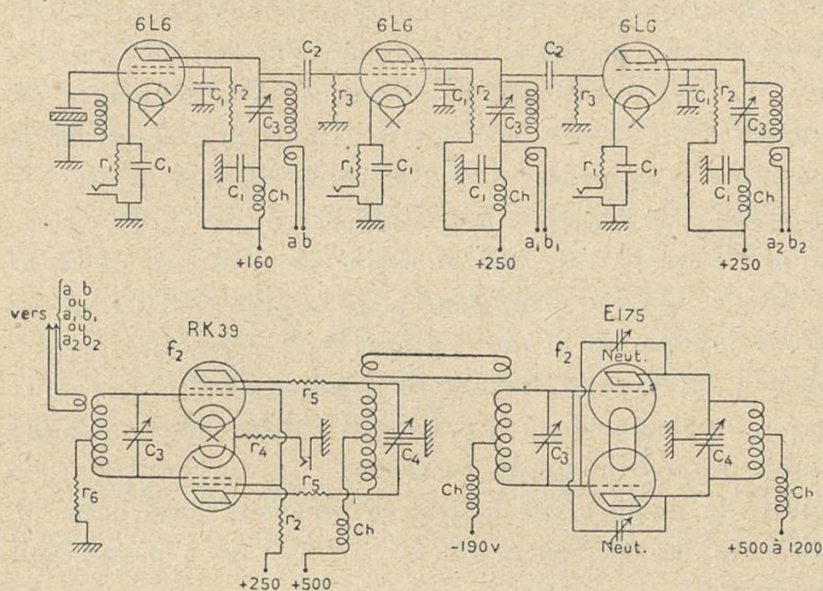 6L6 6L6 6L6
C2 C2
C1 r2 r3 C1 r2 r3 C1 r2
C3 C3 C3
r1 C1 C1 r1 C1 C1 r1 C1 C1
Ch Ch Ch
a b a1 b1 a2 b2
+160 +250 +250
vers
a b
ou
a1 b1
ou
a2 b2
RK39 E175
f2 f2 Neut.
r5
C3 r4 C4 C3 C4
r5
r6 r2 Ch Ch Ch
-190v Neut. +500 à 1200
+250 +500